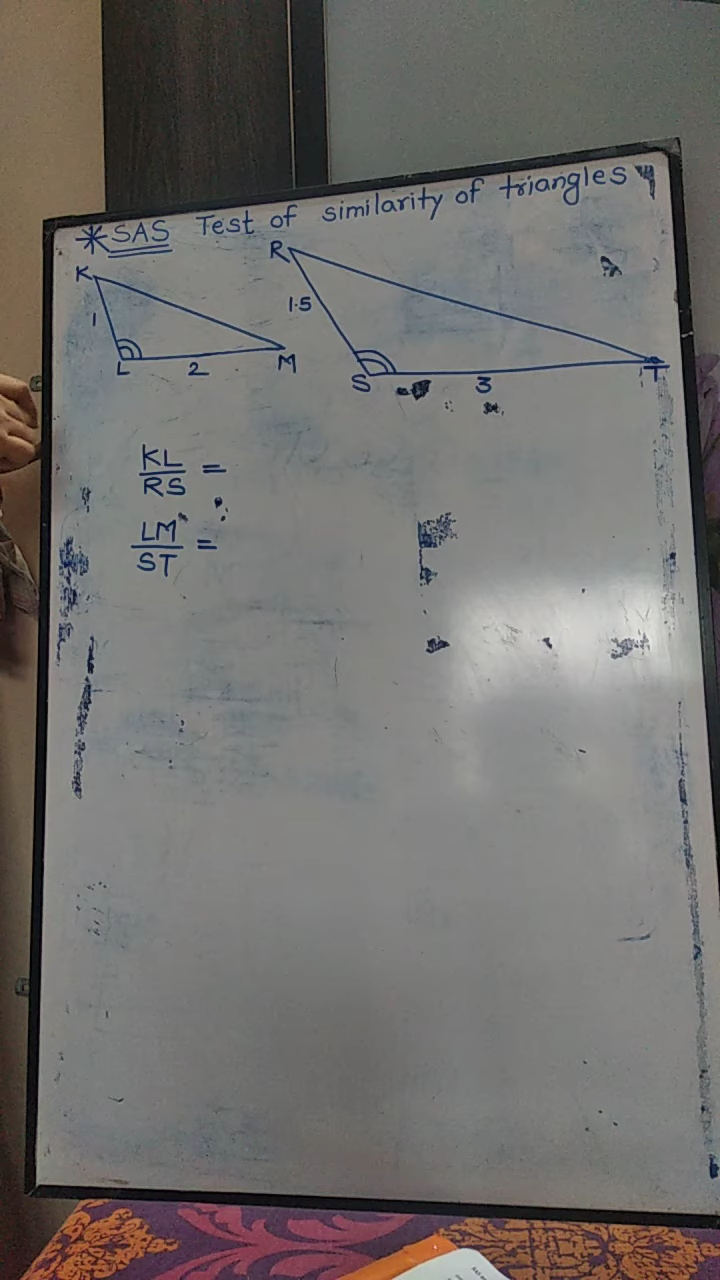 *SAS Test of similarity of triangles
K
R
1
1.5
L
2
M
S
3
T
KL
RS
=
LM
ST
=